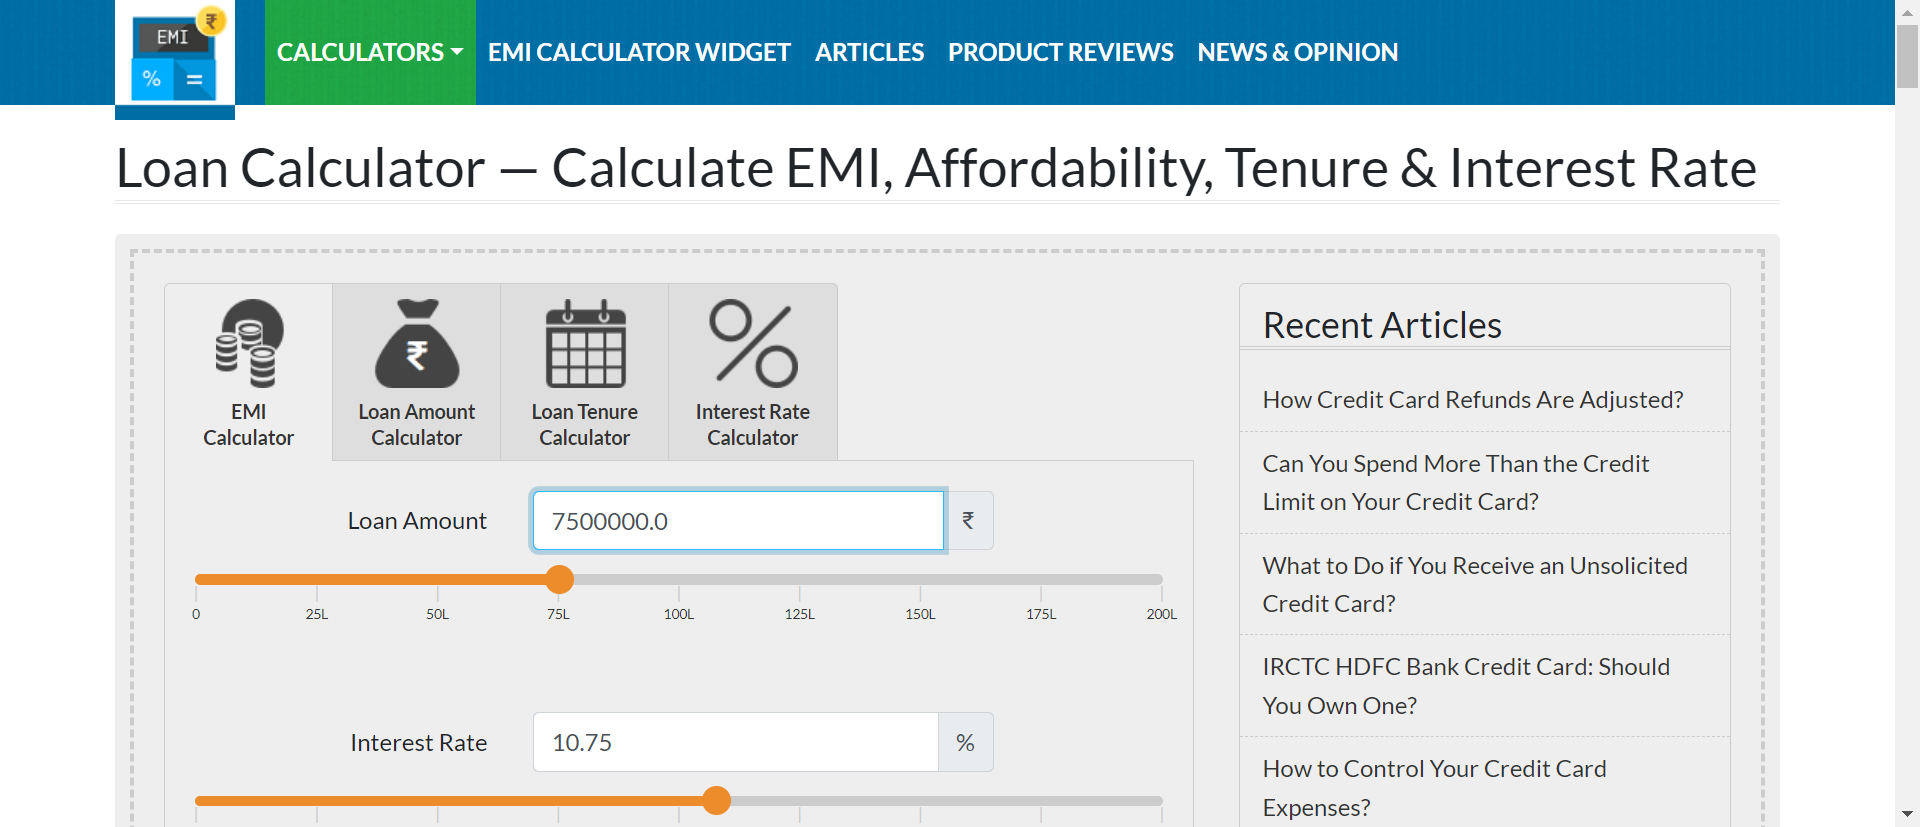 EMI
₹
%
=
CALCULATORS EMI CALCULATOR WIDGET ARTICLES PRODUCT REVIEWS NEWS & OPINION
Loan Calculator — Calculate EMI, Affordability, Tenure & Interest Rate
EMI
Calculator
₹
Loan Amount
Calculator
Loan Tenure
Calculator
Interest Rate
Calculator
Loan Amount 7500000.0 ₹
0 25L 50L 75L 100L 125L 150L 175L 200L
Interest Rate 10.75 %
Recent Articles
How Credit Card Refunds Are Adjusted?
Can You Spend More Than the Credit
Limit on Your Credit Card?
What to Do if You Receive an Unsolicited
Credit Card?
IRCTC HDFC Bank Credit Card: Should
You Own One?
How to Control Your Credit Card
Expenses?